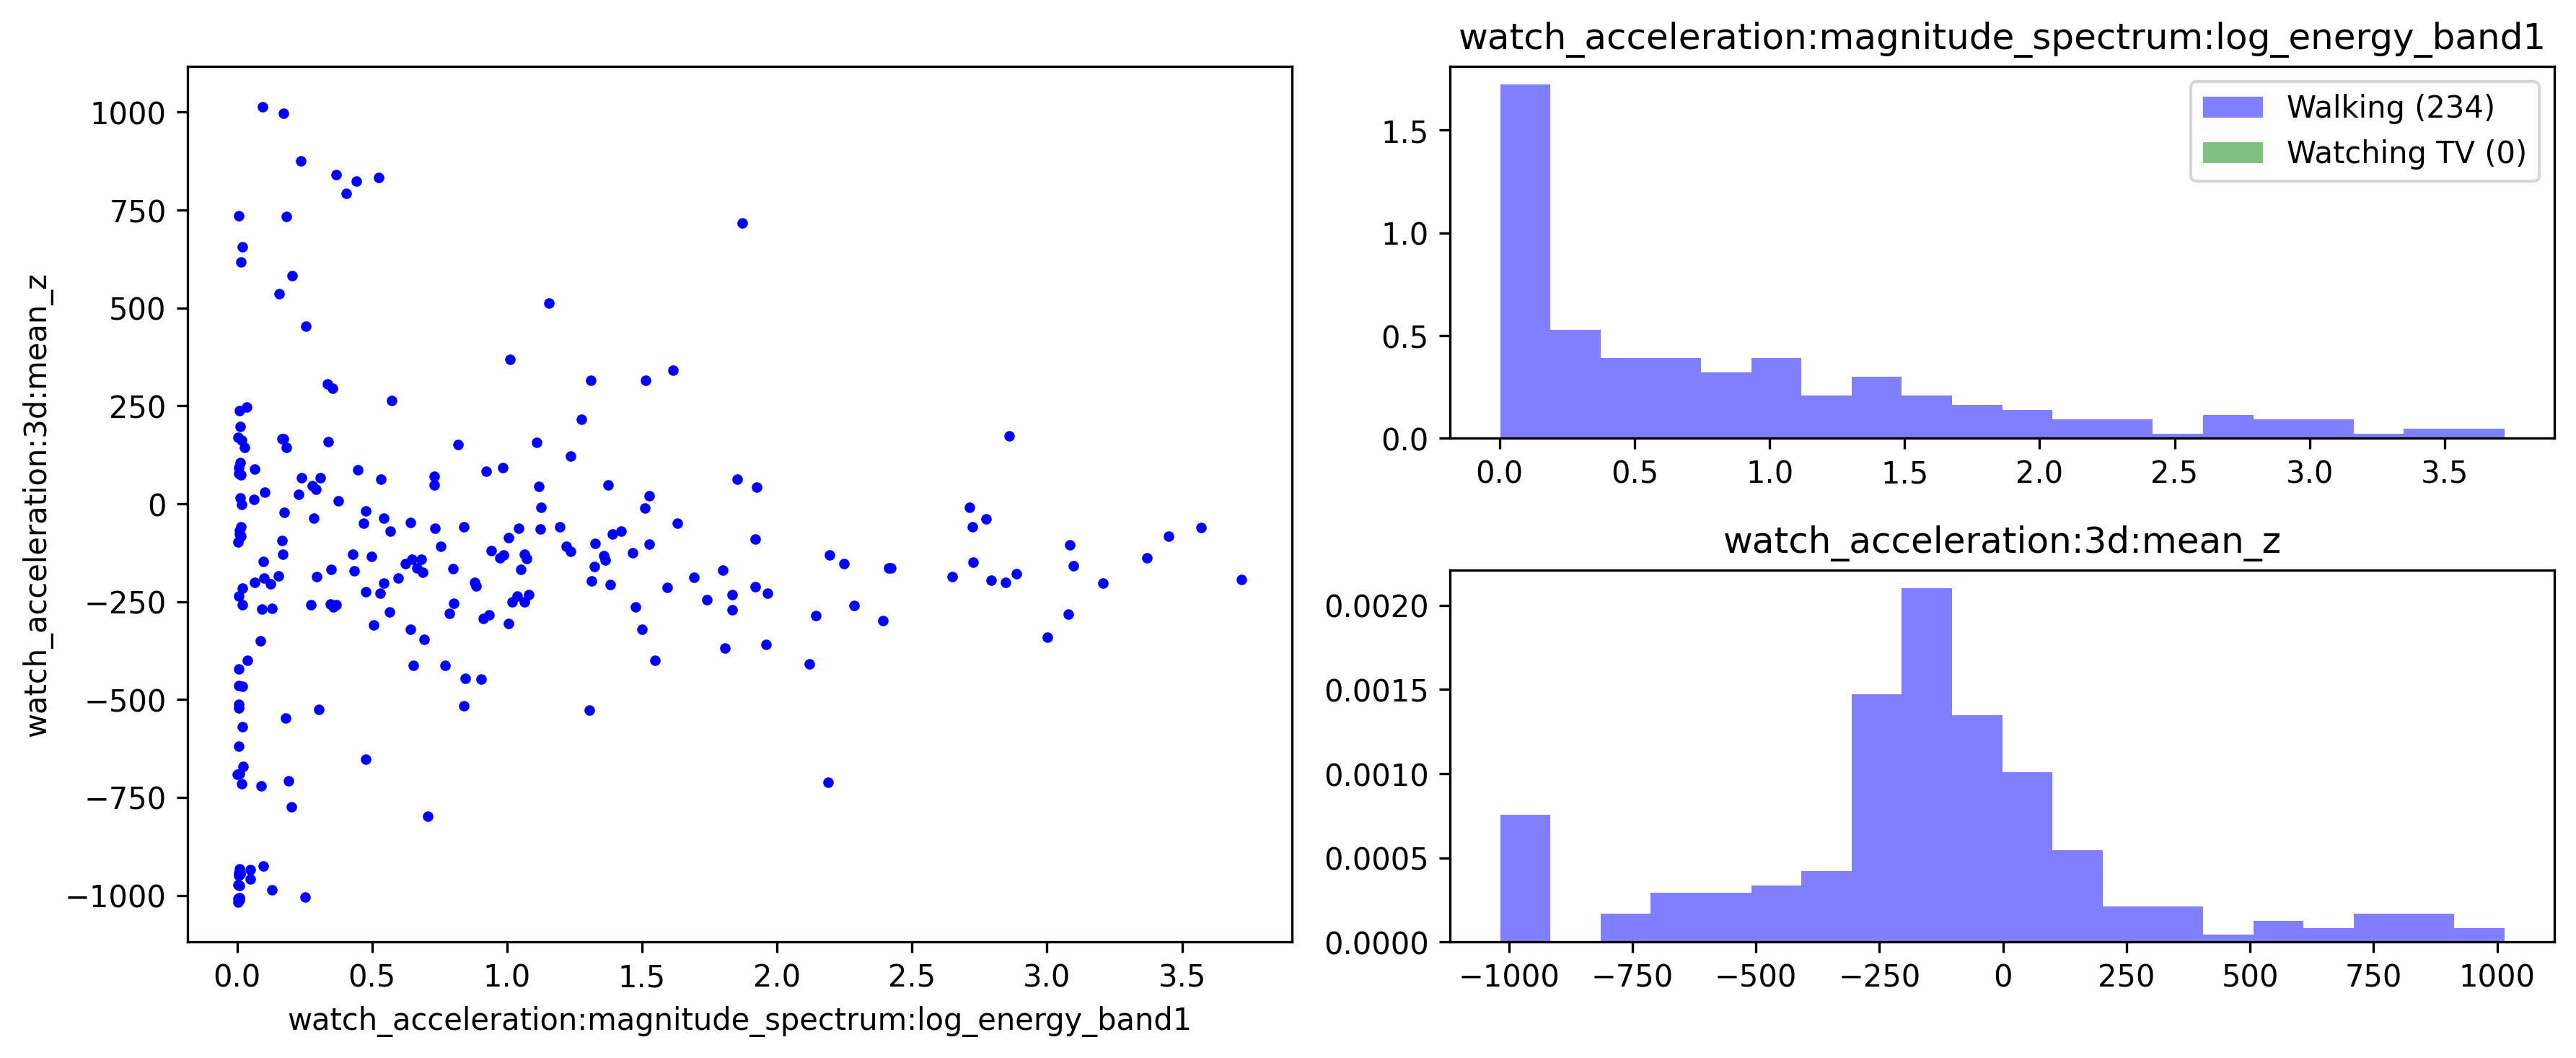 1000
750
500
250
0
−250
−500
−750
−1000
watch_acceleration:3d:mean_z
0.0 0.5 1.0 1.5 2.0 2.5 3.0 3.5
watch_acceleration:magnitude_spectrum:log_energy_band1
watch_acceleration:magnitude_spectrum:log_energy_band1
Walking (234)
Watching TV (0)
1.5
1.0
0.5
0.0
0.0 0.5 1.0 1.5 2.0 2.5 3.0 3.5
watch_acceleration:3d:mean_z
0.0020
0.0015
0.0010
0.0005
0.0000
−1000 −750 −500 −250 0 250 500 750 1000